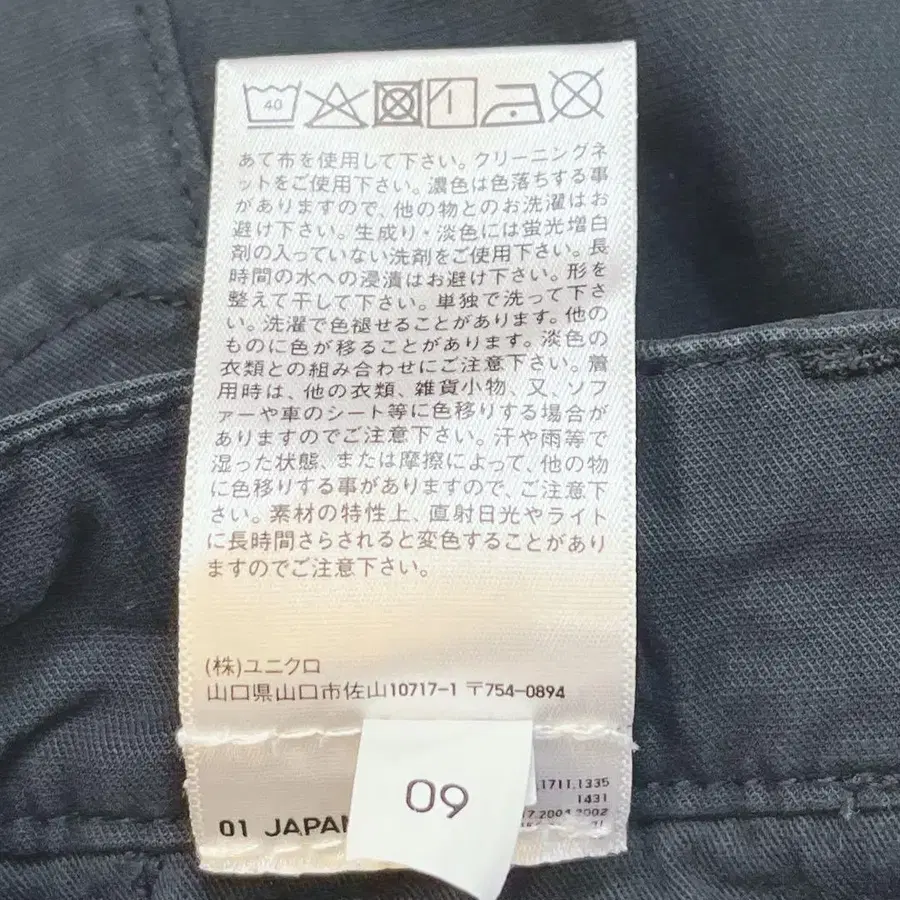 40
あて布を使用して下さい。クリーニングネ
ットをご使用下さい。濃色は色落ちする事
がありますので、他の物とのお洗濯はお
避け下さい。生成り・淡色には蛍光増白
剤の入っていない洗剤をご使用下さい。長
時間の水への浸漬はお避け下さい。形を
整えて干して下さい。単独で洗って下さ
い。洗濯で色褪せることがあります。他の
ものに色が移ることがあります。淡色の
衣類との組み合わせにご注意下さい。着
用時は、他の衣類、雑貨小物、又、ソフ
ァーや車のシート等に色移りする場合が
ありますのでご注意下さい。汗や雨等で
湿った状態、または摩擦によって、他の物
に色移りする事がありますので、ご注意下
さい。素材の特性上、直射日光やライト
に長時間さらされると変色することがあり
ますのでご注意下さい。
(株)ユニクロ
山口県山口市佐山10717-1 〒754-0894
.1711.1335
1431
01 JAPAN
09